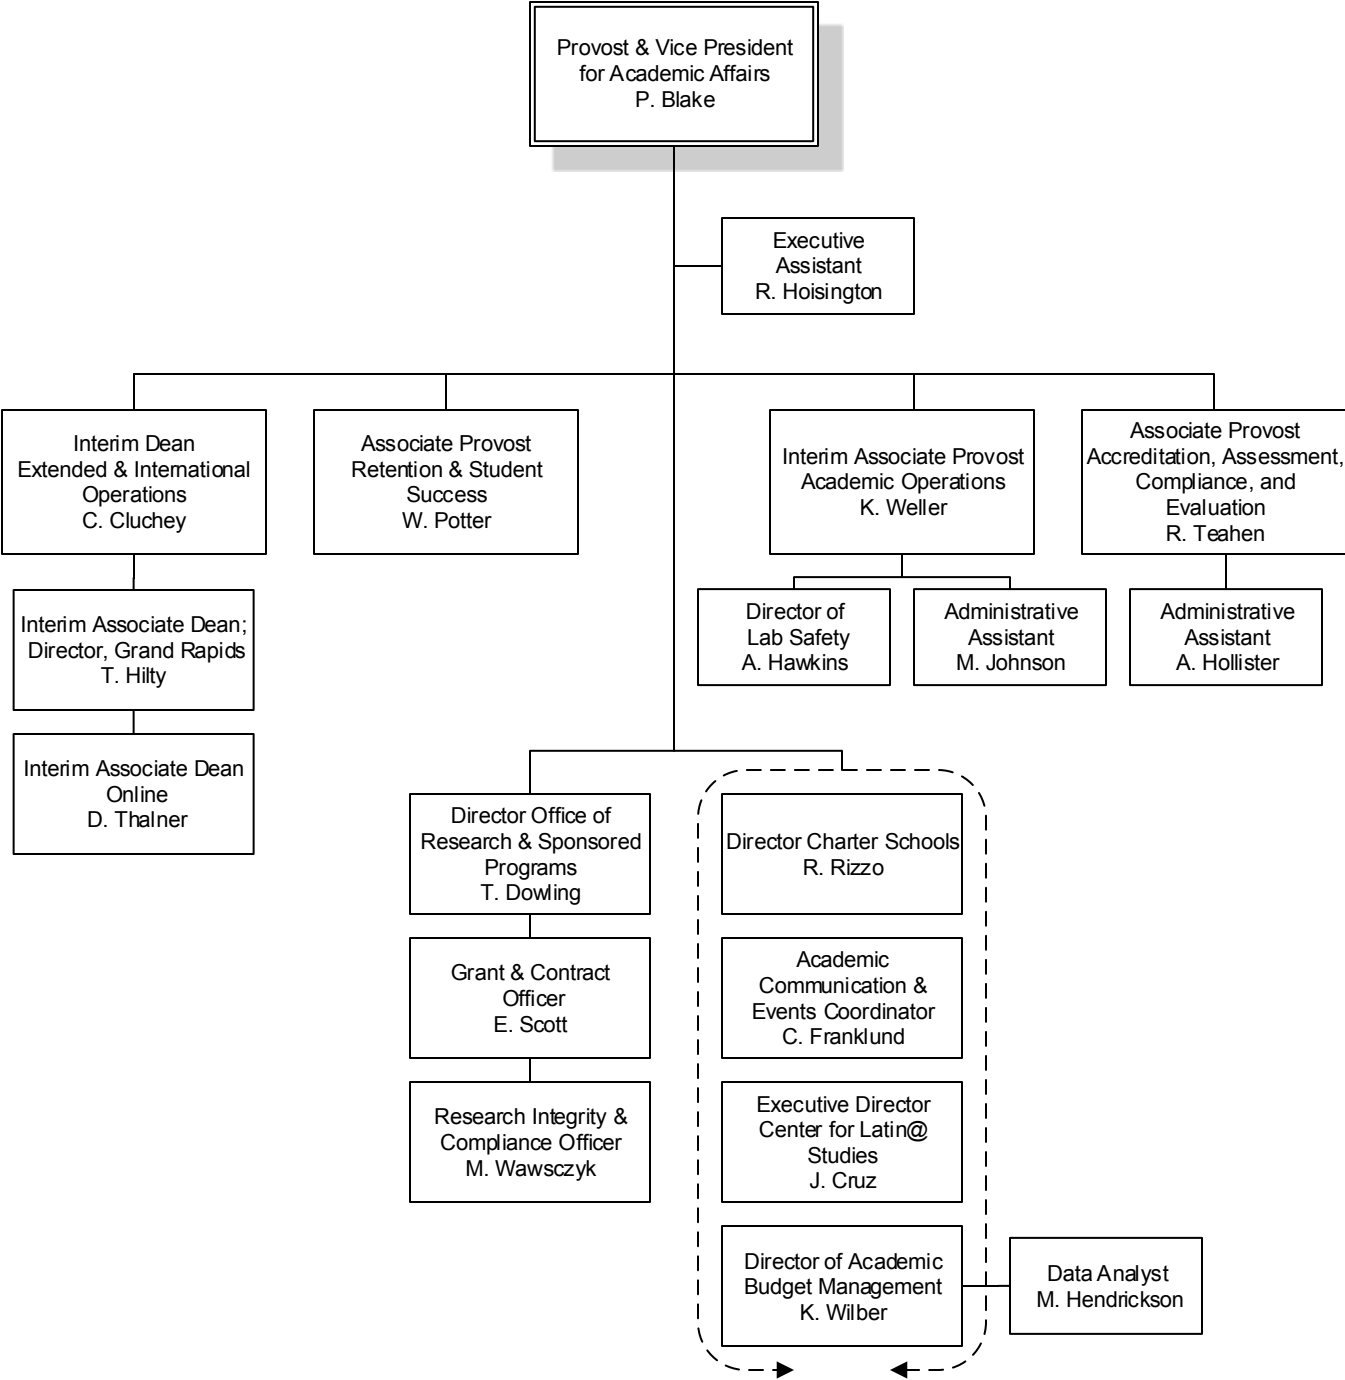 Provost & Vice President
for Academic Affairs
P. Blake
Executive
Assistant
R. Hoisington
Interim Dean
Extended & International
Operations
C. Cluchey
Associate Provost
Retention & Student
Success
W. Potter
Interim Associate Provost
Academic Operations
K. Weller
Associate Provost
Accreditation, Assessment,
Compliance, and
Evaluation
R. Teahen
Interim Associate Dean;
Director, Grand Rapids
T. Hilty
Director of
Lab Safety
A. Hawkins
Administrative
Assistant
M. Johnson
Administrative
Assistant
A. Hollister
Interim Associate Dean
Online
D. Thalner
Director Office of
Research & Sponsored
Programs
T. Dowling
Director Charter Schools
R. Rizzo
Grant & Contract
Officer
E. Scott
Academic
Communication &
Events Coordinator
C. Franklund
Research Integrity &
Compliance Officer
M. Wawsczyk
Executive Director
Center for Latin@
Studies
J. Cruz
Director of Academic
Budget Management
K. Wilber
Data Analyst
M. Hendrickson